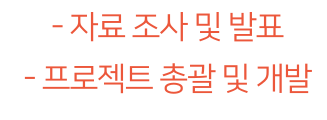 - 자료 조사 및 발표
- 프로젝트 총괄 및 개발